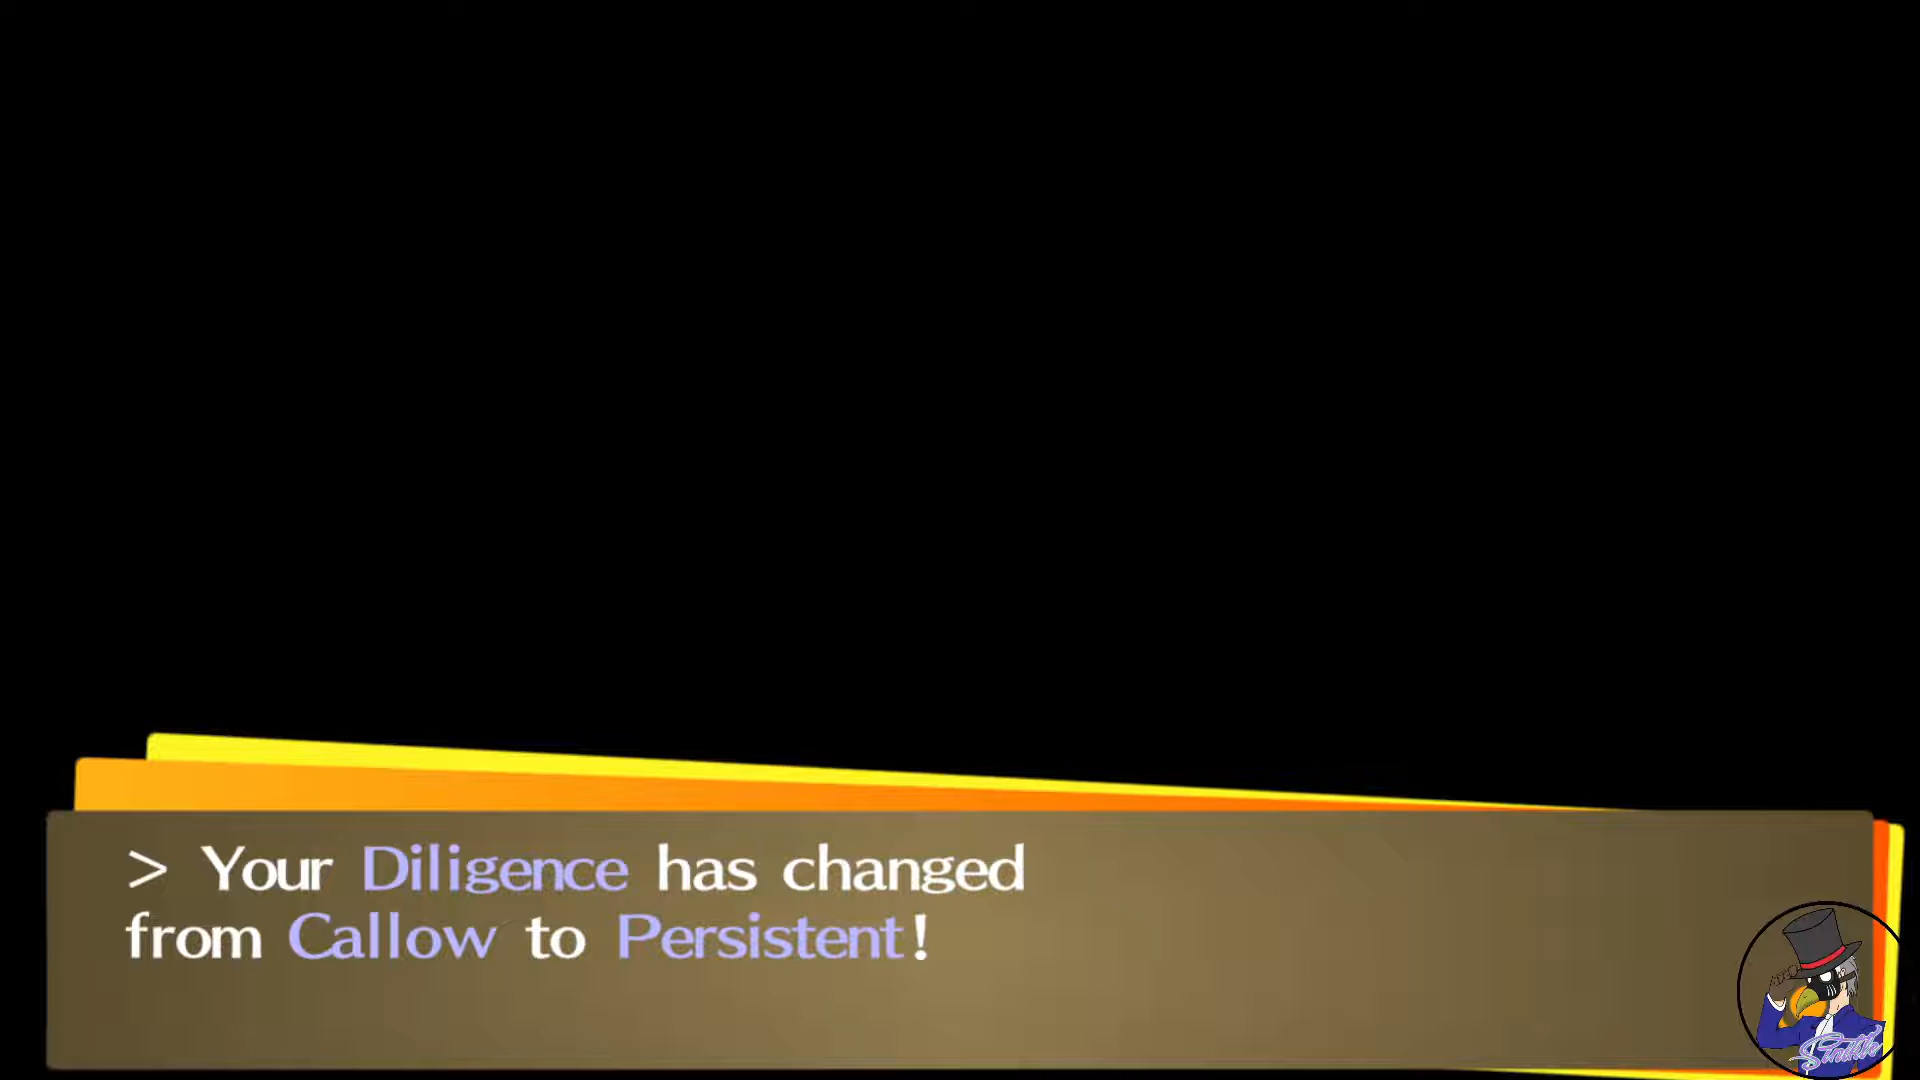 > Your Diligence has changed
from Callow to Persistent!